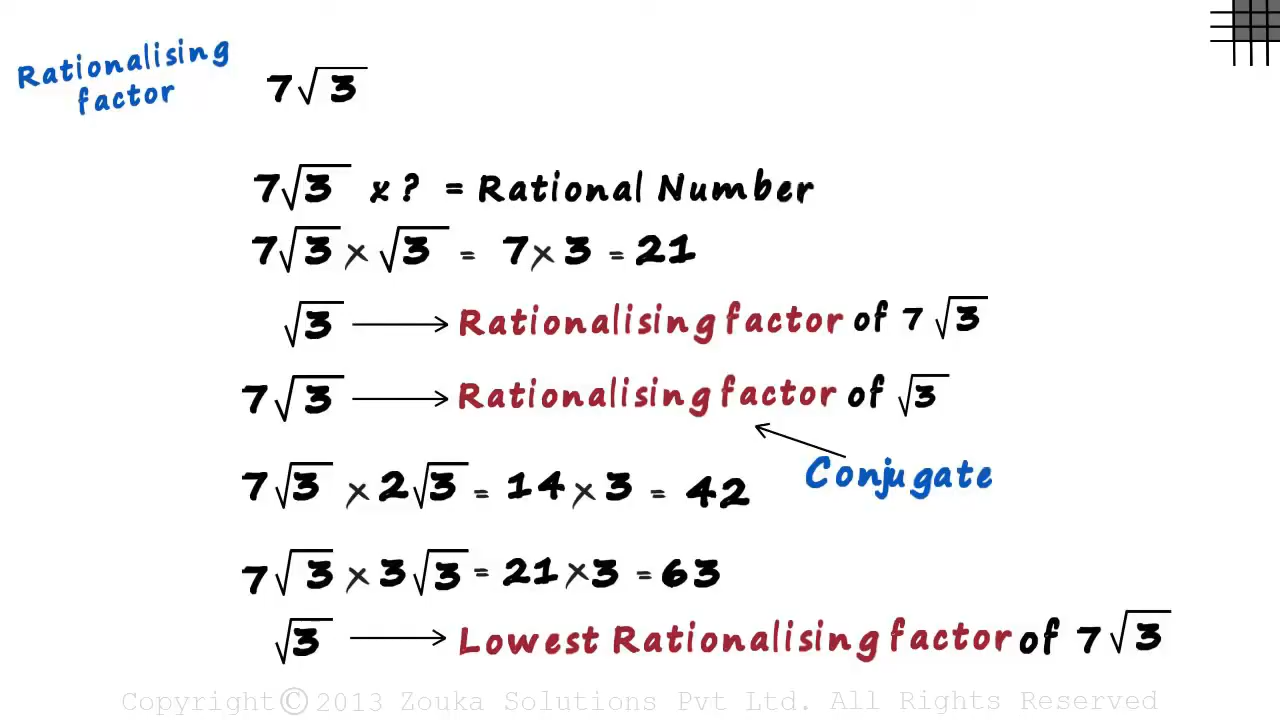 Rationalising
factor
7√3
7√3 x ? = Rational Number
7√3 × √3 = 7 × 3 = 21
√3 ⟶ Rationalising factor of 7√3
7√3 ⟶ Rationalising factor of √3
Conjugate
7√3 × 2√3 = 14 × 3 = 42
7√3 × 3√3 = 21 × 3 = 63
√3 ⟶ Lowest Rationalising factor of 7√3
Copyright© 2013 Zouka Solutions Pvt Ltd. All Rights Reserved